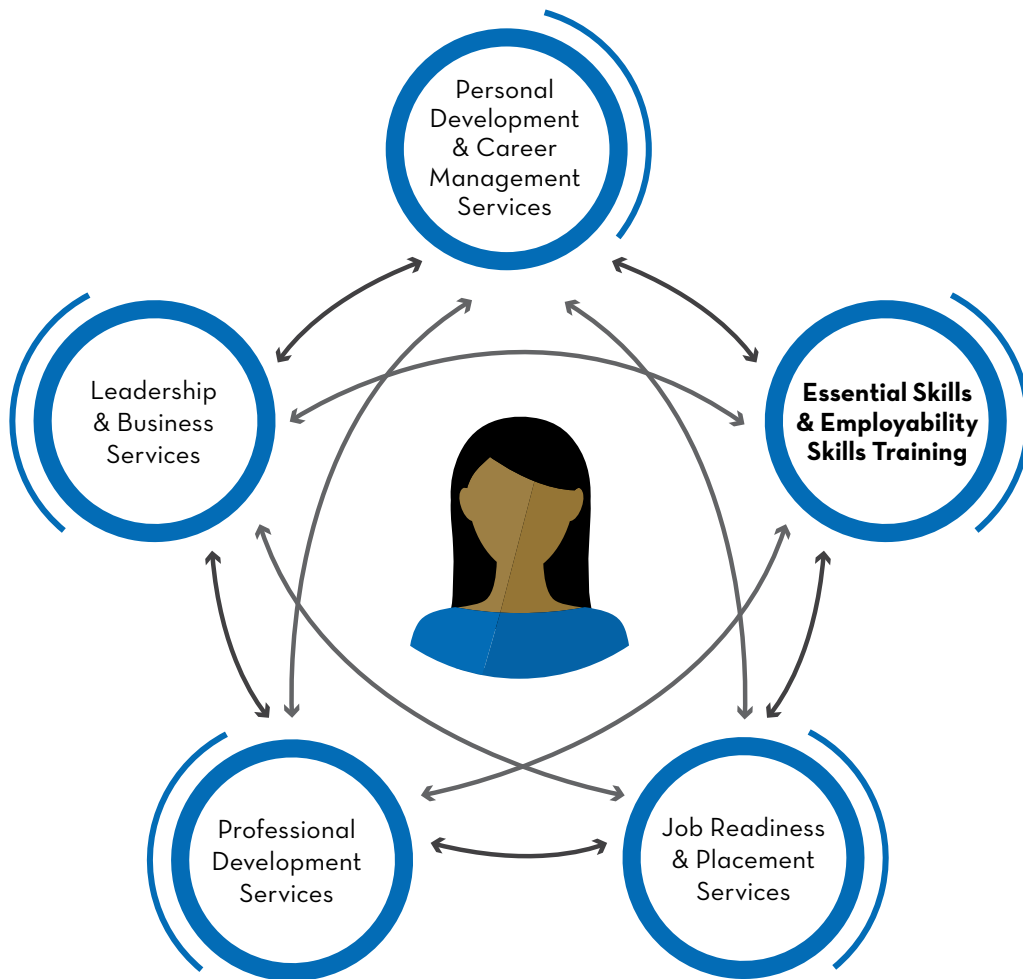 Personal
Development
& Career
Management
Services
Leadership
& Business
Services
Essential Skills
& Employability
Skills Training
Professional
Development
Services
Job Readiness
& Placement
Services